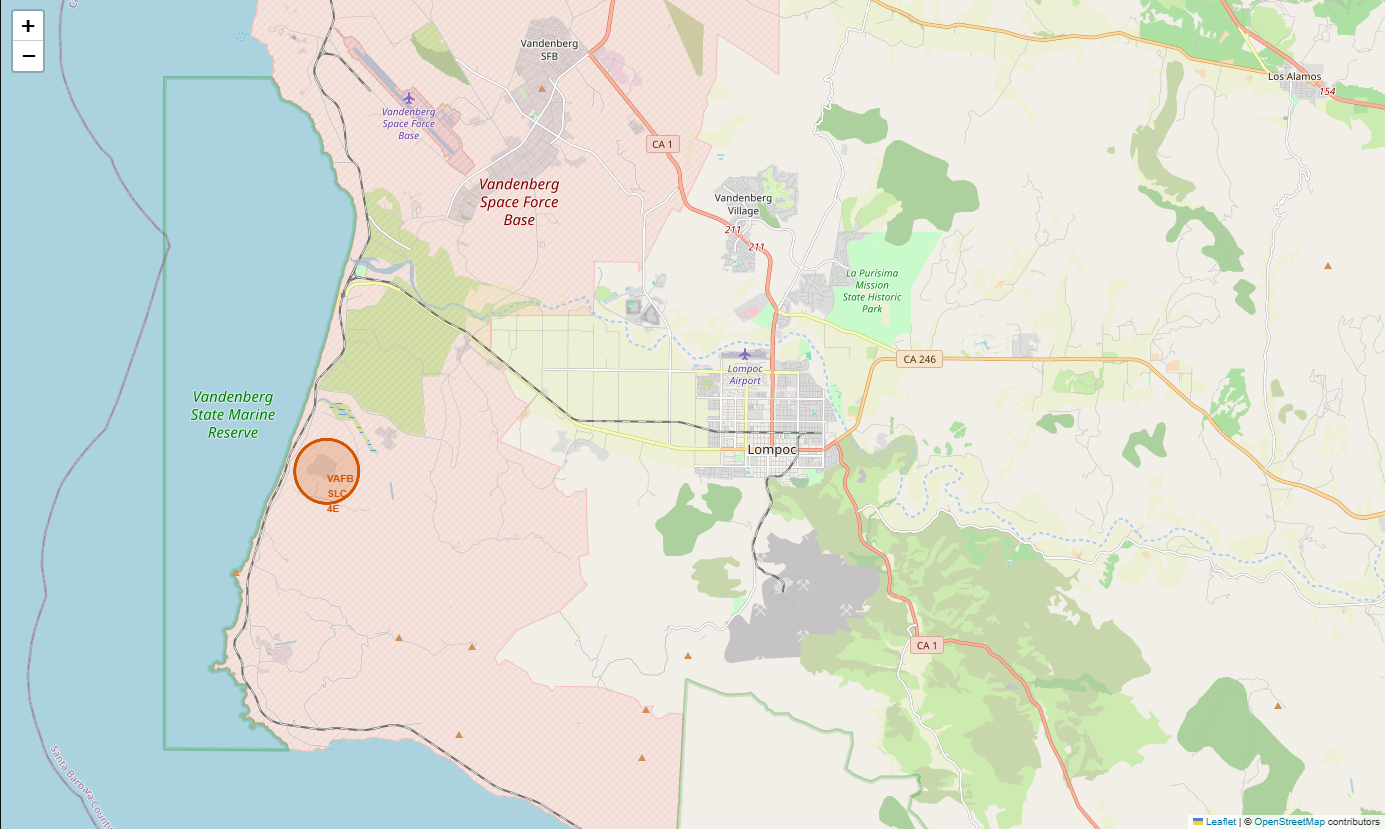 +
−
Vandenberg
SFB
Los Alamos
154
Vandenberg
Space Force
Base
CA 1
Vandenberg
Space Force
Base
Vandenberg
Village
211
211
La Purisima
Mission
State Historic
Park
CA 246
Lompoc
Airport
Vandenberg
State Marine
Reserve
Lompoc
VAFB
SLC
4E
CA 1
Santa Barbara County
Leaflet | © OpenStreetMap contributors